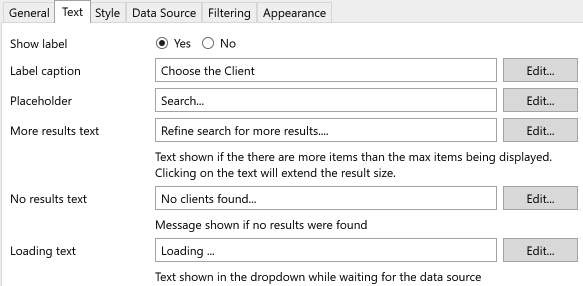 General Text Style Data Source Filtering Appearance
Show label Yes No
Label caption Choose the Client Edit...
Placeholder Search... Edit...
More results text Refine search for more results.... Edit...
Text shown if the there are more items than the max items being displayed.
Clicking on the text will extend the result size.
No results text No clients found... Edit...
Message shown if no results were found
Loading text Loading ... Edit...
Text shown in the dropdown while waiting for the data source